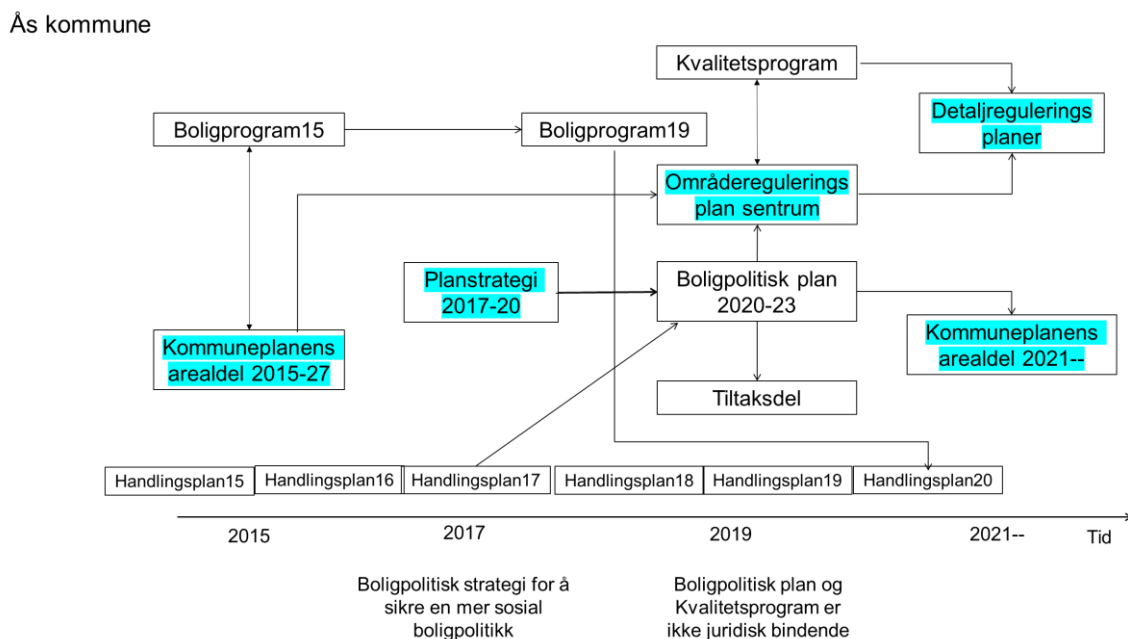 Ås kommune
Kvalitetsprogram
Detaljregulerings
planer
Boligprogram15
Boligprogram19
Områderegulerings
plan sentrum
Planstrategi
2017-20
Boligpolitisk plan
2020-23
Kommuneplanens
arealdel 2015-27
Kommuneplanens
arealdel 2021--
Tiltaksdel
Handlingsplan15
Handlingsplan16
Handlingsplan17
Handlingsplan18
Handlingsplan19
Handlingsplan20
2015
2017
2019
2021--
Tid
Boligpolitisk strategi for å
sikre en mer sosial
boligpolitikk
Boligpolitisk plan og
Kvalitetsprogram er
ikke juridisk bindende